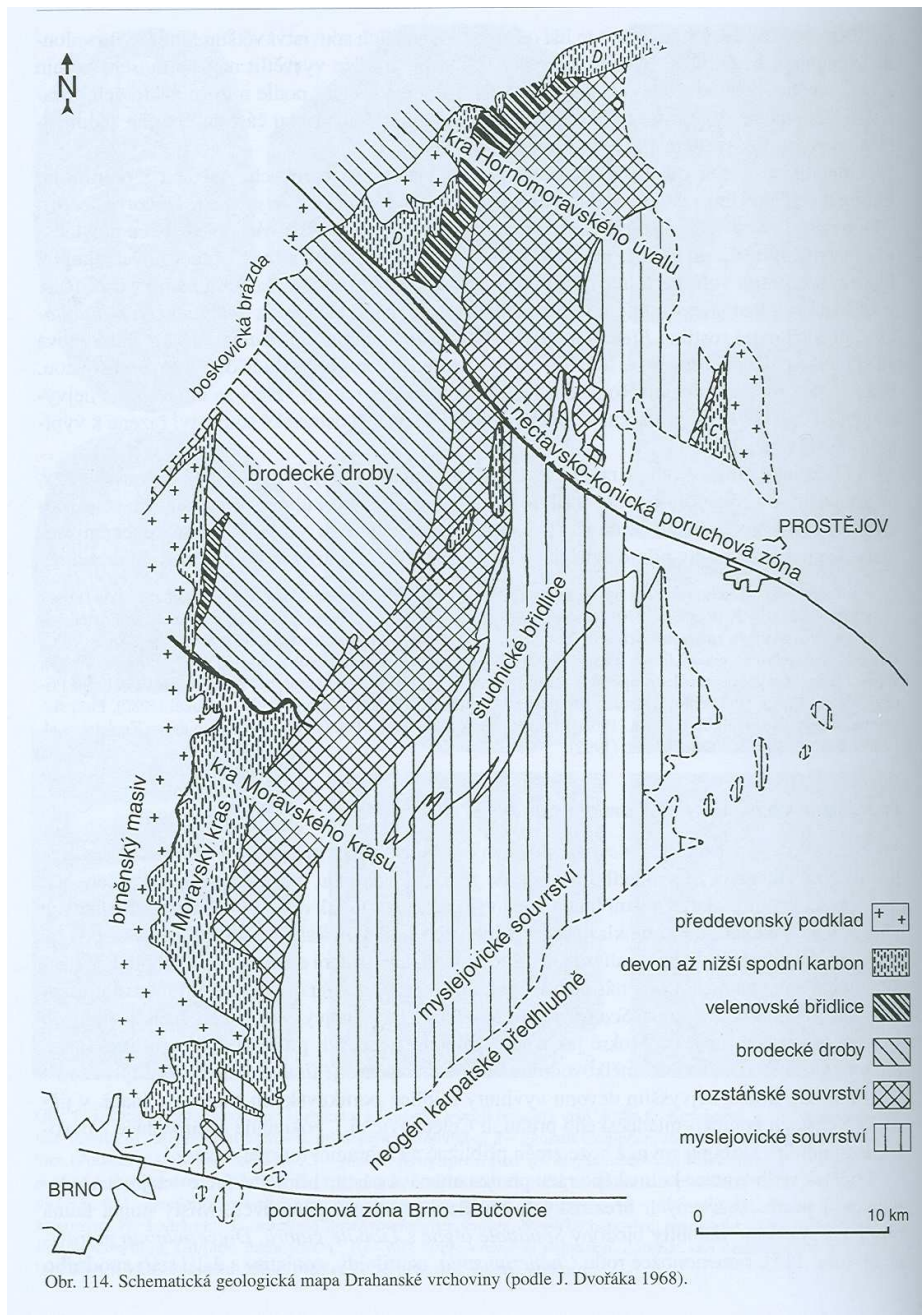 N
D
kra Hornomoravského úvalu
D
boskovická brázda
nectavsko-konická poruchová zóna
C
brodecké droby
PROSTĚJOV
A
studnické břidlice
kra Moravského krasu
brněnský masiv
Moravský kras
myslejovické souvrství
neogén karpatské předhlubně
předdevonský podklad
devon až nižší spodní karbon
velenovské břidlice
brodecké droby
rozstáňské souvrství
myslejovické souvrství
BRNO
poruchová zóna Brno - Bučovice
0 10 km
Obr. 114. Schematická geologická mapa Drahanské vrchoviny (podle J. Dvořáka 1968).